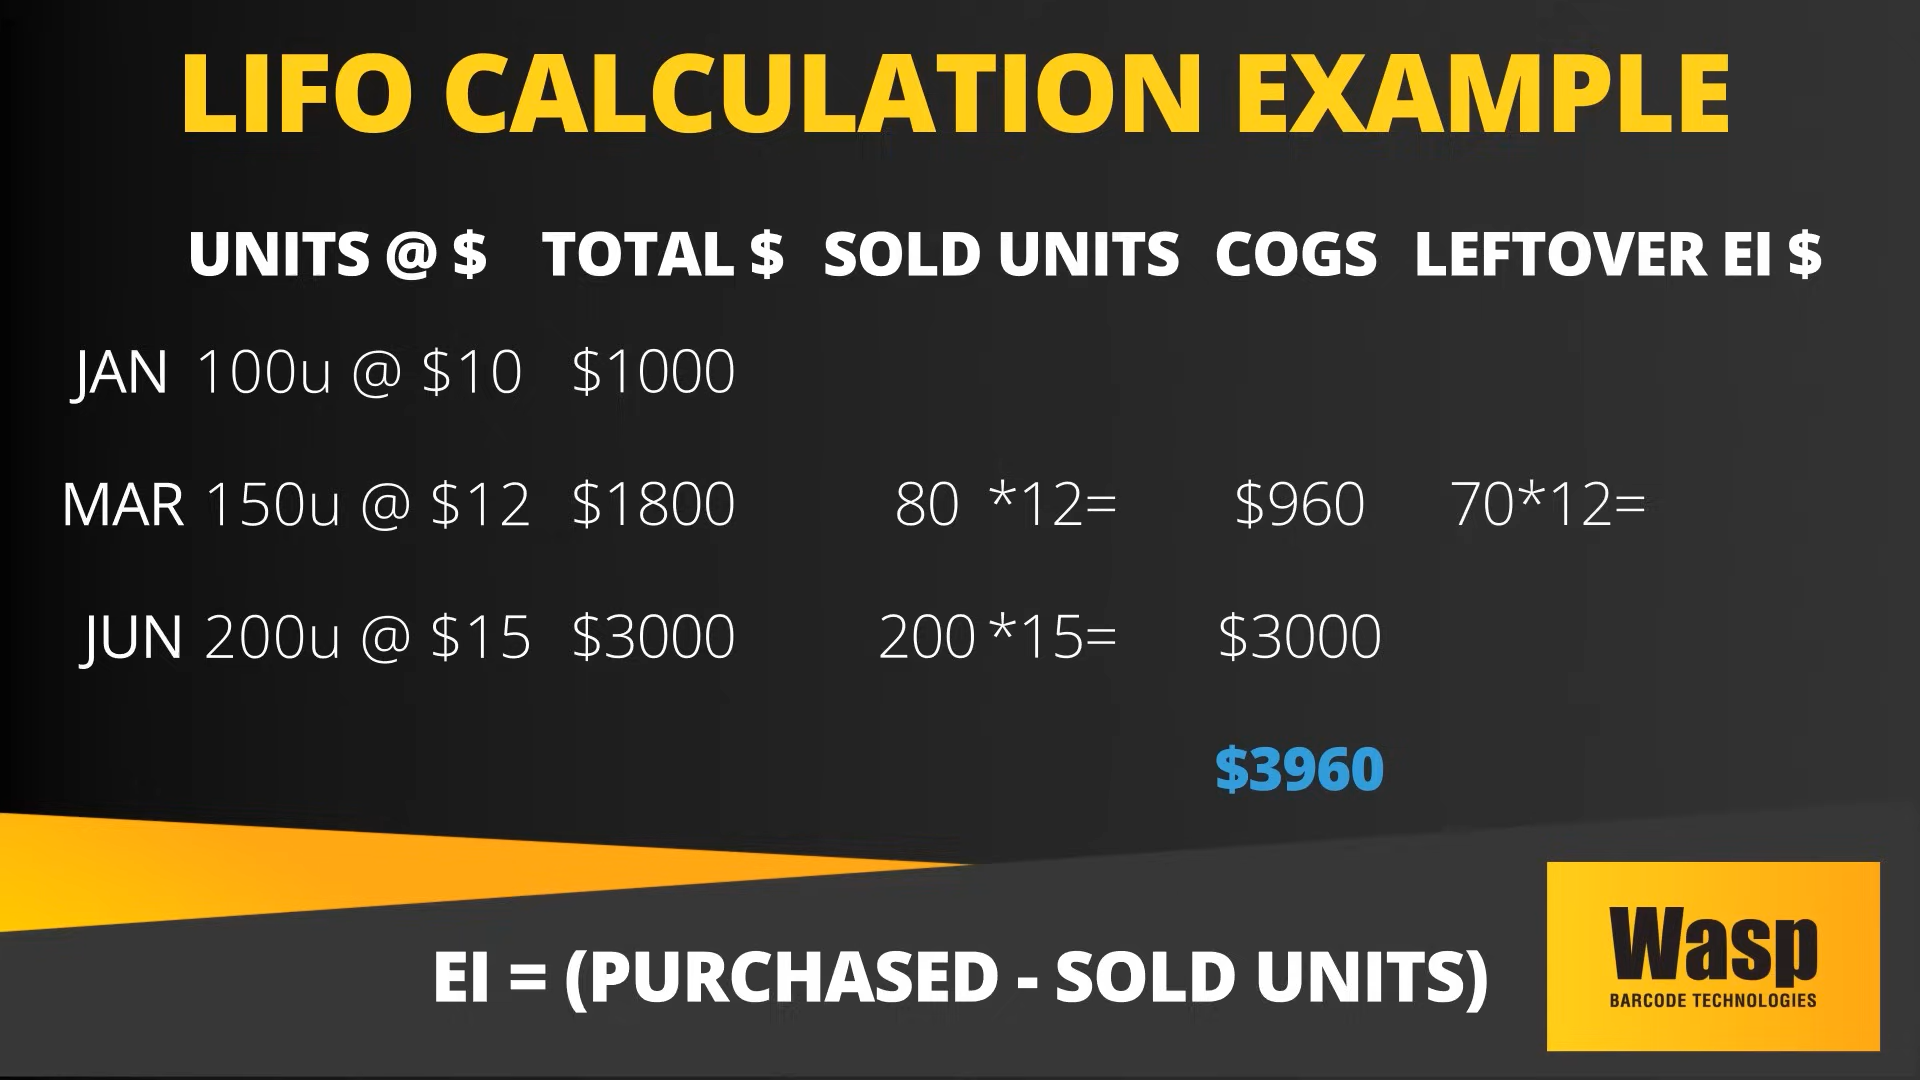 LIFO CALCULATION EXAMPLE
UNITS @ $ TOTAL $ SOLD UNITS COGS LEFTOVER EI $
JAN 100u @ $10 $1000
MAR 150u @ $12 $1800 80 *12= $960 70*12=
JUN 200u @ $15 $3000 200 *15= $3000
$3960
EI = (PURCHASED - SOLD UNITS)
Wasp
BARCODE TECHNOLOGIES